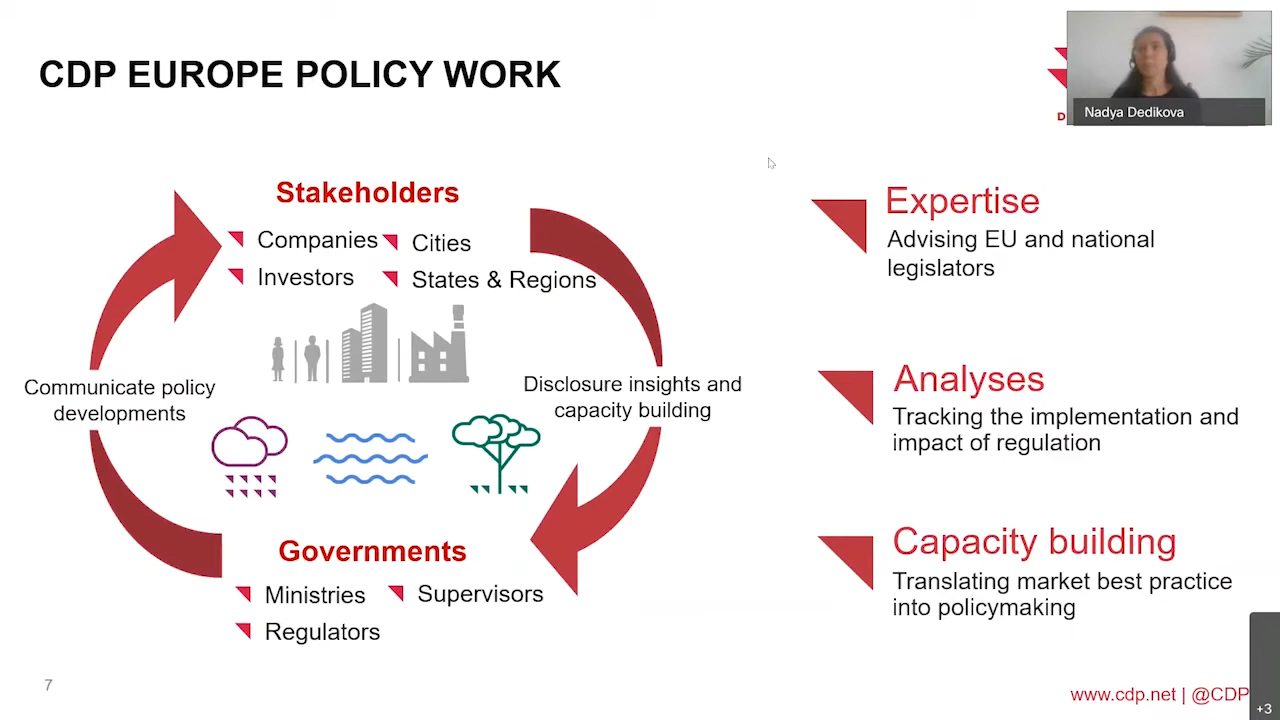 CDP EUROPE POLICY WORK
D
Nadya Dedikova
Stakeholders
Companies
Cities
Investors
States & Regions
Communicate policy
developments
Disclosure insights and
capacity building
Governments
Ministries
Supervisors
Regulators
Expertise
Advising EU and national
legislators
Analyses
Tracking the implementation and
impact of regulation
Capacity building
Translating market best practice
into policymaking
7
www.cdp.net | @CDP
+3